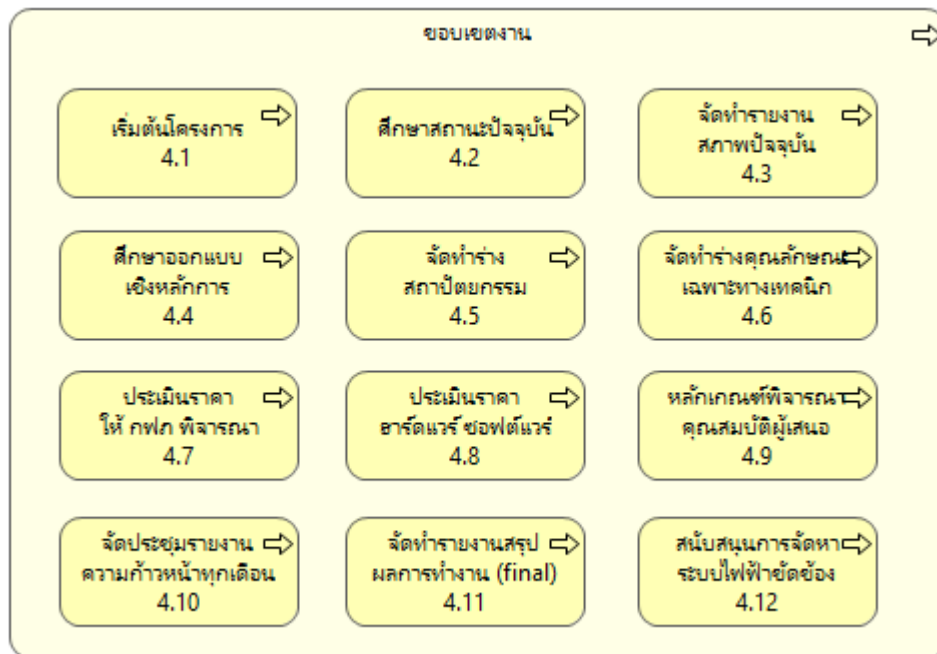 ขอบเขตงาน
เริ่มต้นโครงการ
4.1
ศึกษาสถานะปัจจุบัน
4.2
จัดทำรายงาน
สภาพปัจจุบัน
4.3
ศึกษาออกแบบ
เชิงหลักการ
4.4
จัดทำร่าง
สถาปัตยกรรม
4.5
จัดทำร่างคุณลักษณะ
เฉพาะทางเทคนิก
4.6
ประเมินราคา
ให้ กฟภ พิจารณา
4.7
ประเมินราคา
ฮาร์ดแวร์ ซอฟต์แวร์
4.8
หลักเกณฑ์พิจารณา
คุณสมบัติผู้เสนอ
4.9
จัดประชุมรายงาน
ความก้าวหน้าทุกเดือน
4.10
จัดทำรายงานสรุป
ผลการทำงาน (final)
4.11
สนับสนุนการจัดหา
ระบบไฟฟ้าขัดข้อง
4.12